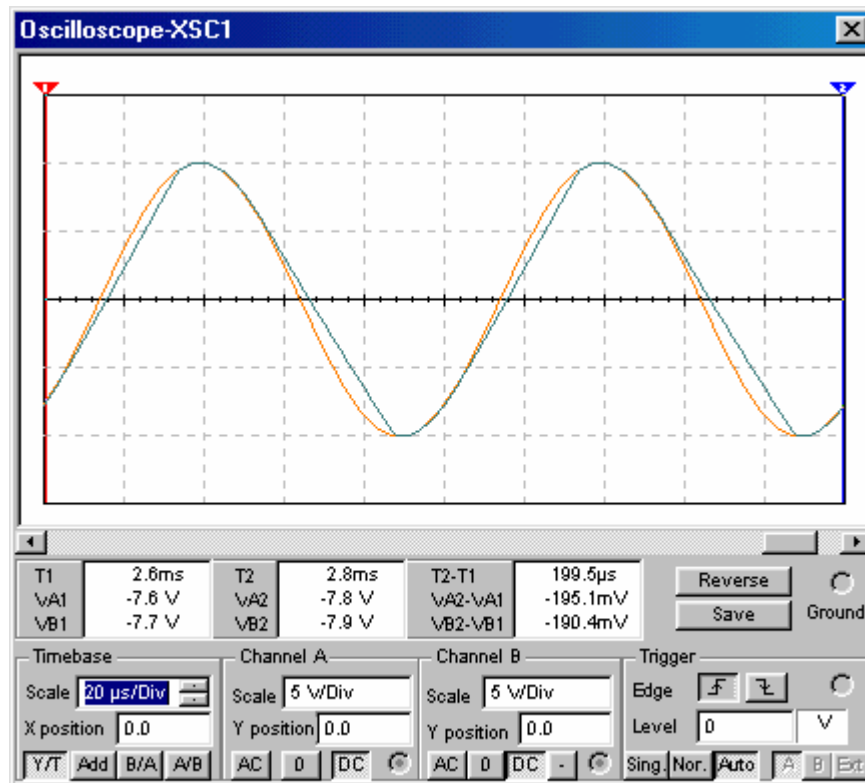 Oscilloscope-XSC1
1 2
T1 2.6ms T2 2.8ms T2-T1 199.5µs Reverse
VA1 -7.6 V VA2 -7.8 V VA2-VA1 -195.1mV Ground
VB1 -7.7 V VB2 -7.9 V VB2-VB1 -190.4mV Save
Timebase Channel A Channel B Trigger
Scale 20 µs/Div Scale 5 V/Div Scale 5 V/Div Edge
X position 0.0 Y position 0.0 Y position 0.0 Level 0 V
Y/T Add B/A A/B AC 0 DC AC 0 DC - Sing. Nor. Auto A B Ext